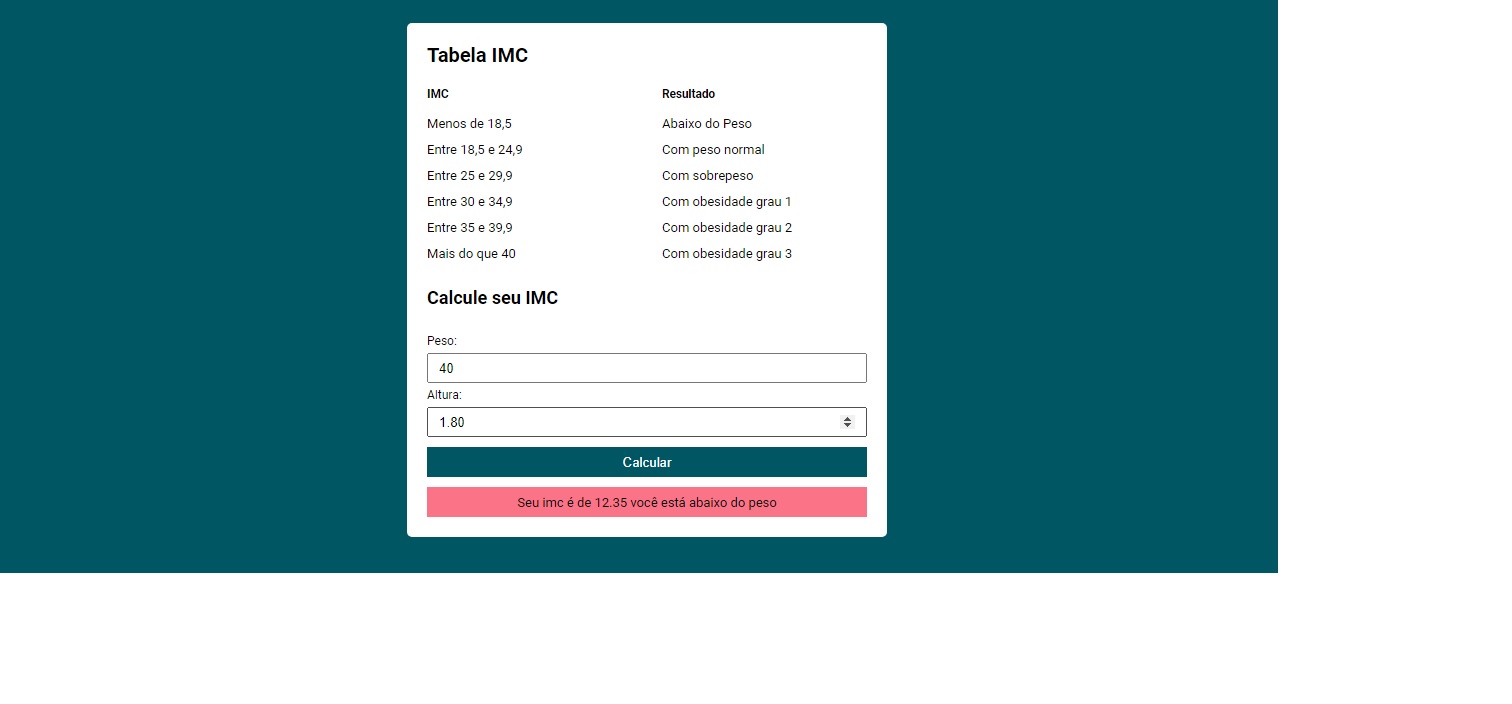 Tabela IMC
IMC Resultado
Menos de 18,5 Abaixo do Peso
Entre 18,5 e 24,9 Com peso normal
Entre 25 e 29,9 Com sobrepeso
Entre 30 e 34,9 Com obesidade grau 1
Entre 35 e 39,9 Com obesidade grau 2
Mais do que 40 Com obesidade grau 3
Calcule seu IMC
Peso:
40
Altura:
1.80
Calcular
Seu imc é de 12.35 você está abaixo do peso